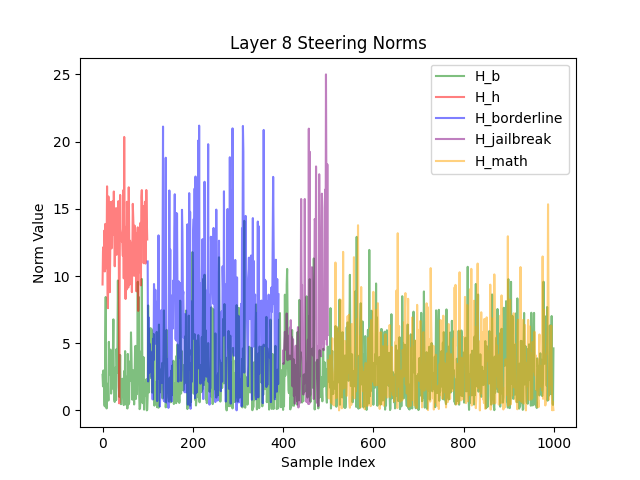 Layer 8 Steering Norms
25
20
15
10
5
0
Norm Value
H_b
H_h
H_borderline
H_jailbreak
H_math
0
200
400
600
800
1000
Sample Index